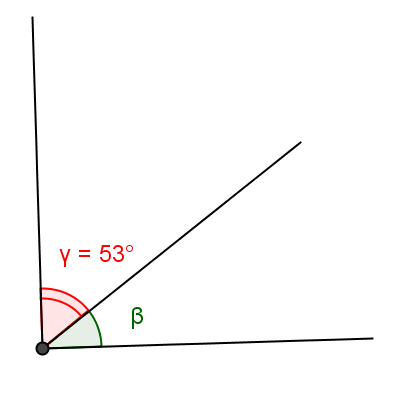 γ = 53°
β